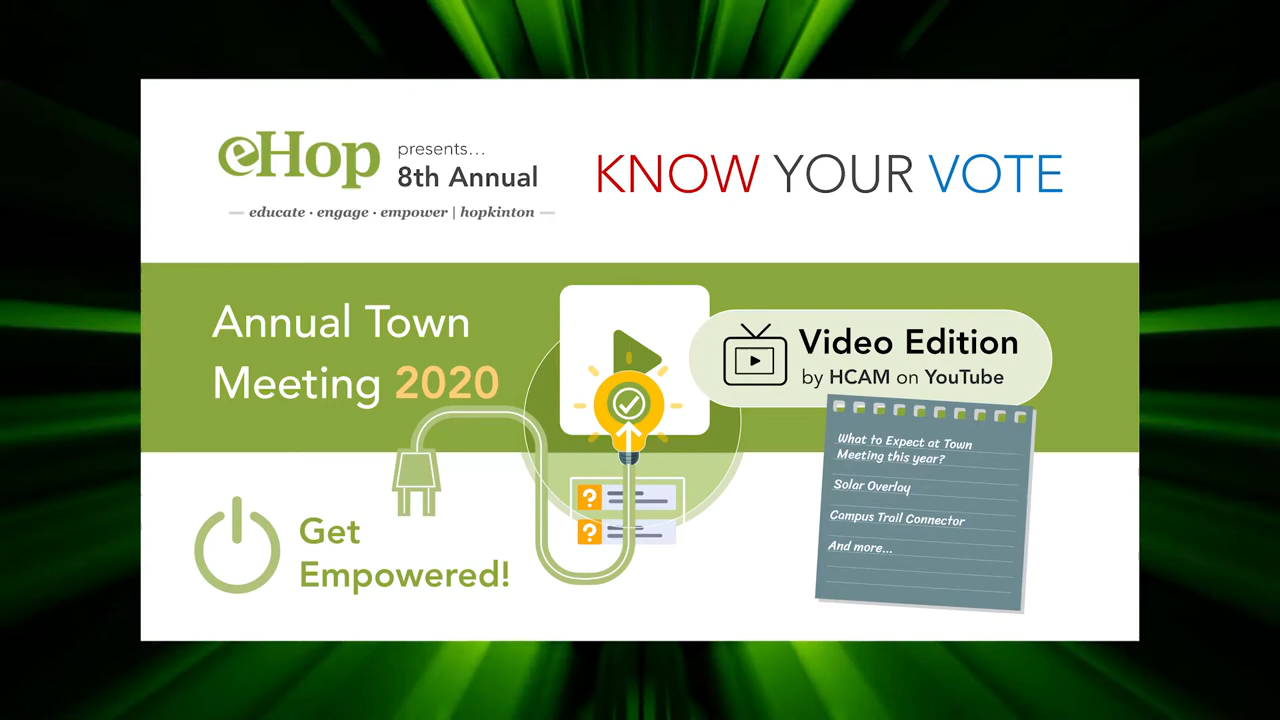 eHop
presents...
8th Annual
educate · engage · empower | hopkinton
KNOW YOUR VOTE
Annual Town
Meeting 2020
Video Edition
by HCAM on YouTube
What to Expect at Town
Meeting this year?
Solar Overlay
Campus Trail Connector
And more...
?
?
Get
Empowered!